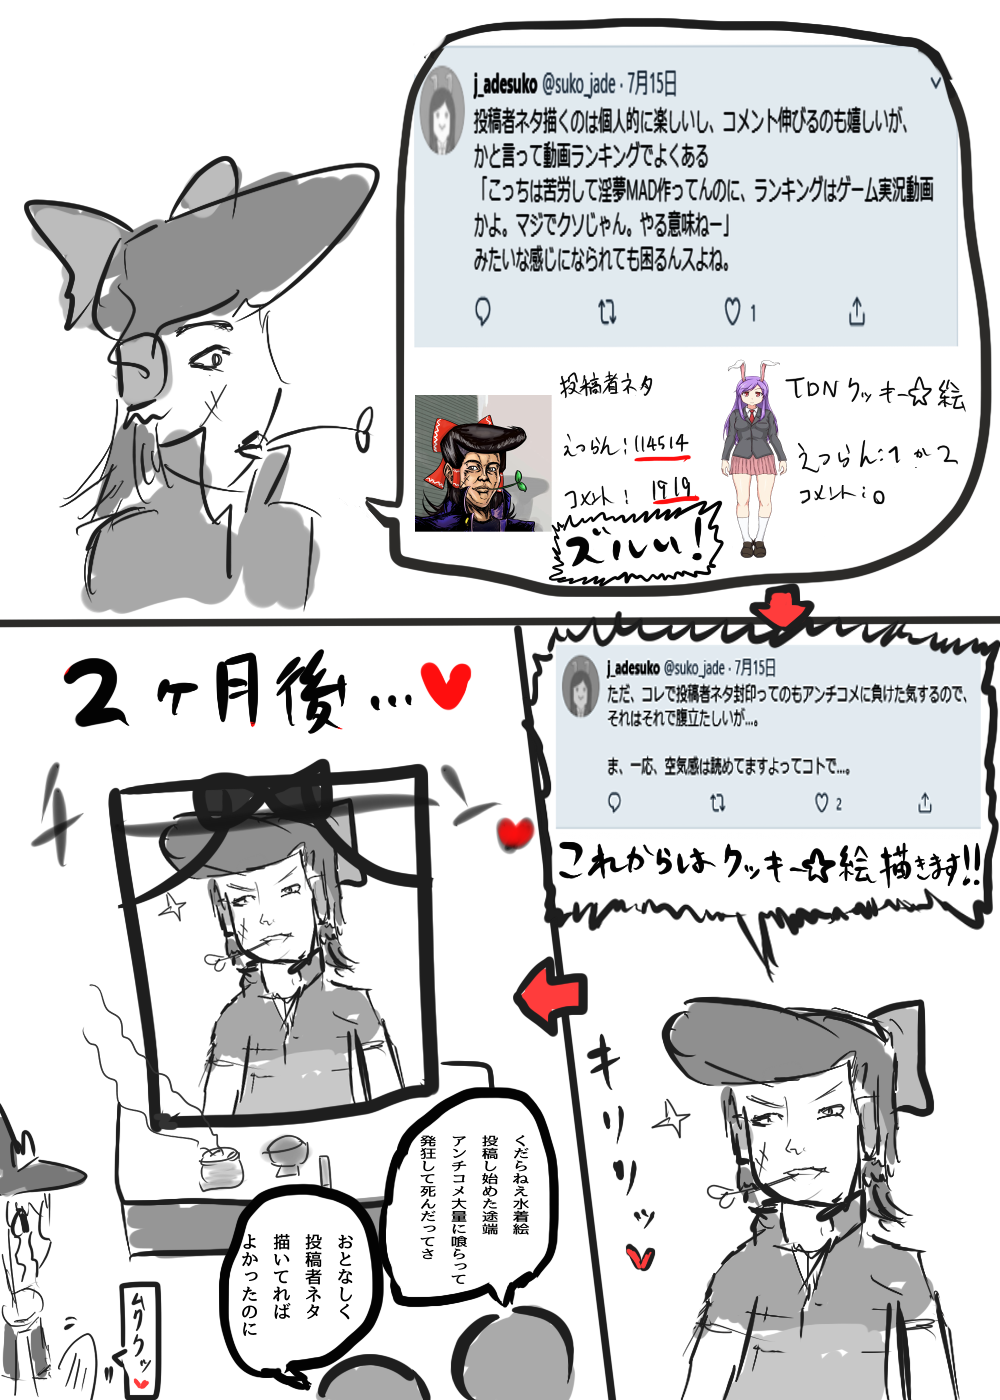 j_adesuko @suko_jade · 7月15日
投稿者ネタ描くのは個人的に楽しいし、コメント伸びるのも嬉しいが、
かと言って動画ランキングでよくある
「こっちは苦労して淫夢MAD作ってんのに、ランキングはゲーム実況動画
かよ。マジでクソじゃん。やる意味ねー」
みたいな感じになられても困るんスよね。
1
投稿者ネタ
えつらん:114514
コメント:1919
ズルい!
TDNクッキー☆絵
えつらん:1か2
コメント:0
j_adesuko @suko_jade · 7月15日
ただ、コレで投稿者ネタ封印ってのもアンチコメに負けた気するので、
それはそれで腹立たしいが…。
ま、一応、空気感は読めてますよってコトで…。
2
これからはクッキー☆絵描きます!!
キリリッ
2ヶ月後…
チーン
くだらねえ水着絵
投稿し始めた途端
アンチコメ大量に喰らって
発狂して死んだってさ
おとなしく
投稿者ネタ
描いてれば
よかったのに
ムククッ